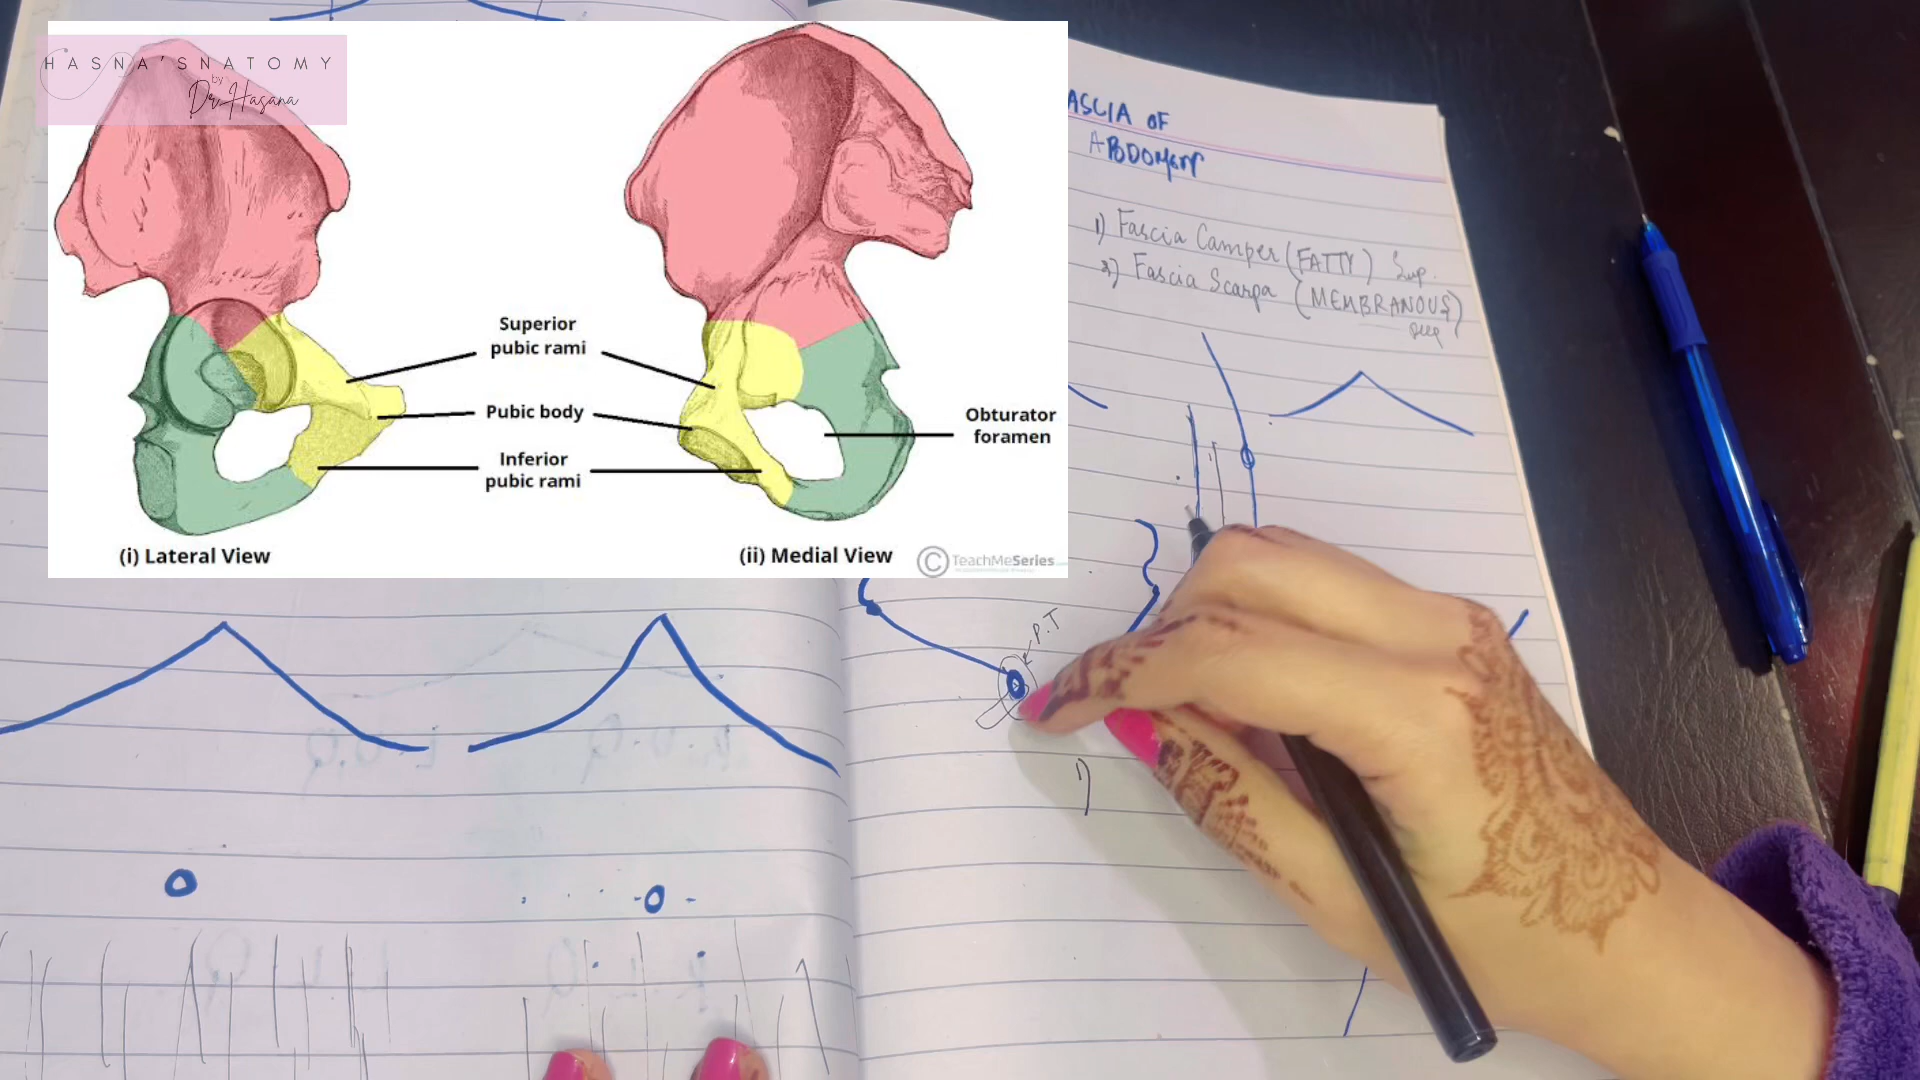 HASNA'SNATOMY
by
Dr.Hasana
Superior
pubic rami
Pubic body
Inferior
pubic rami
Obturator
foramen
(i) Lateral View
(ii) Medial View
© TeachMeSeries
ASCIA OF
ABDOMEN
1) Fascia Camper (FATTY) Sup.
2) Fascia Scarpa (MEMBRANOUS)
P.T
1)